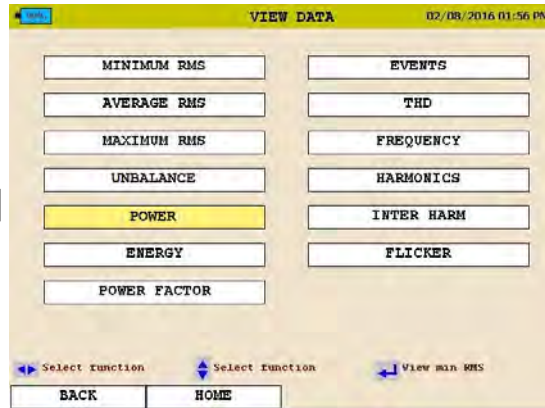 VIEW DATA 02/08/2016 01:56 PM
MINIMUM RMS
AVERAGE RMS
MAXIMUM RMS
UNBALANCE
POWER
ENERGY
POWER FACTOR
EVENTS
THD
FREQUENCY
HARMONICS
INTER HARM
FLICKER
Select function Select function View min RMS
BACK HOME